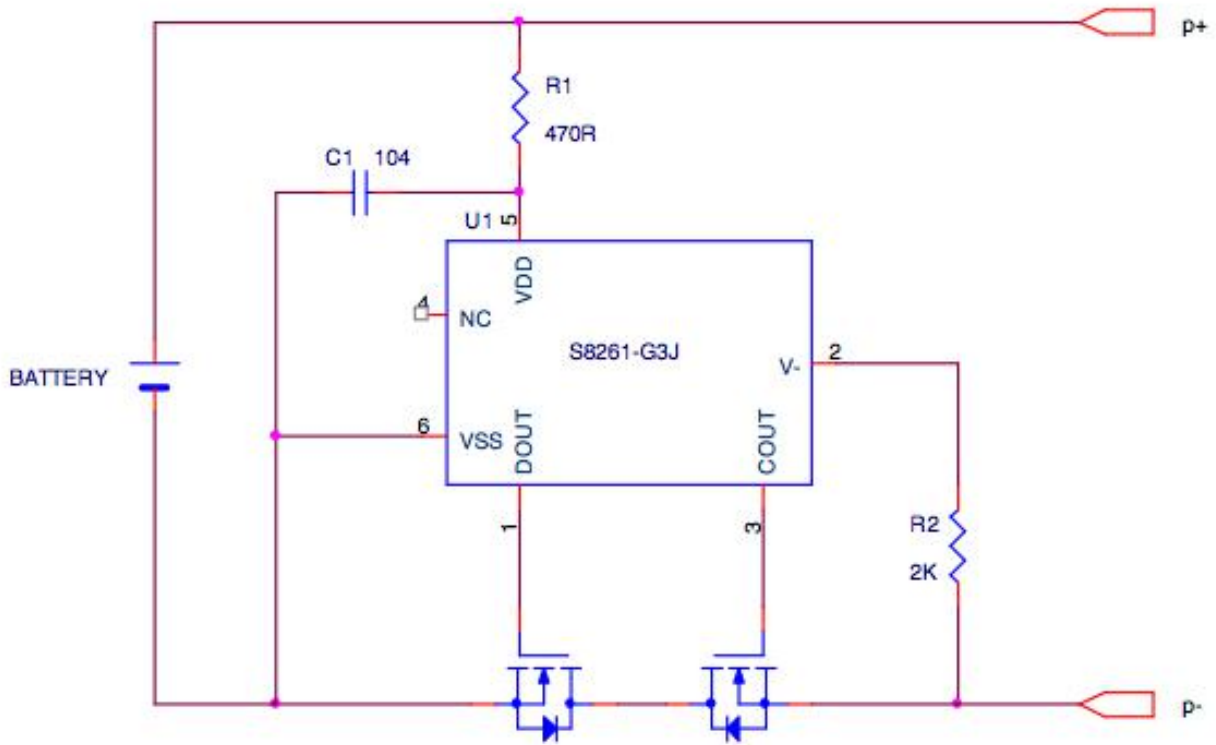 p+
R1
470R
C1 104
U1
5
VDD
4
NC
S8261-G3J
2
V-
BATTERY
6
VSS
DOUT
COUT
1
3
R2
2K
p-